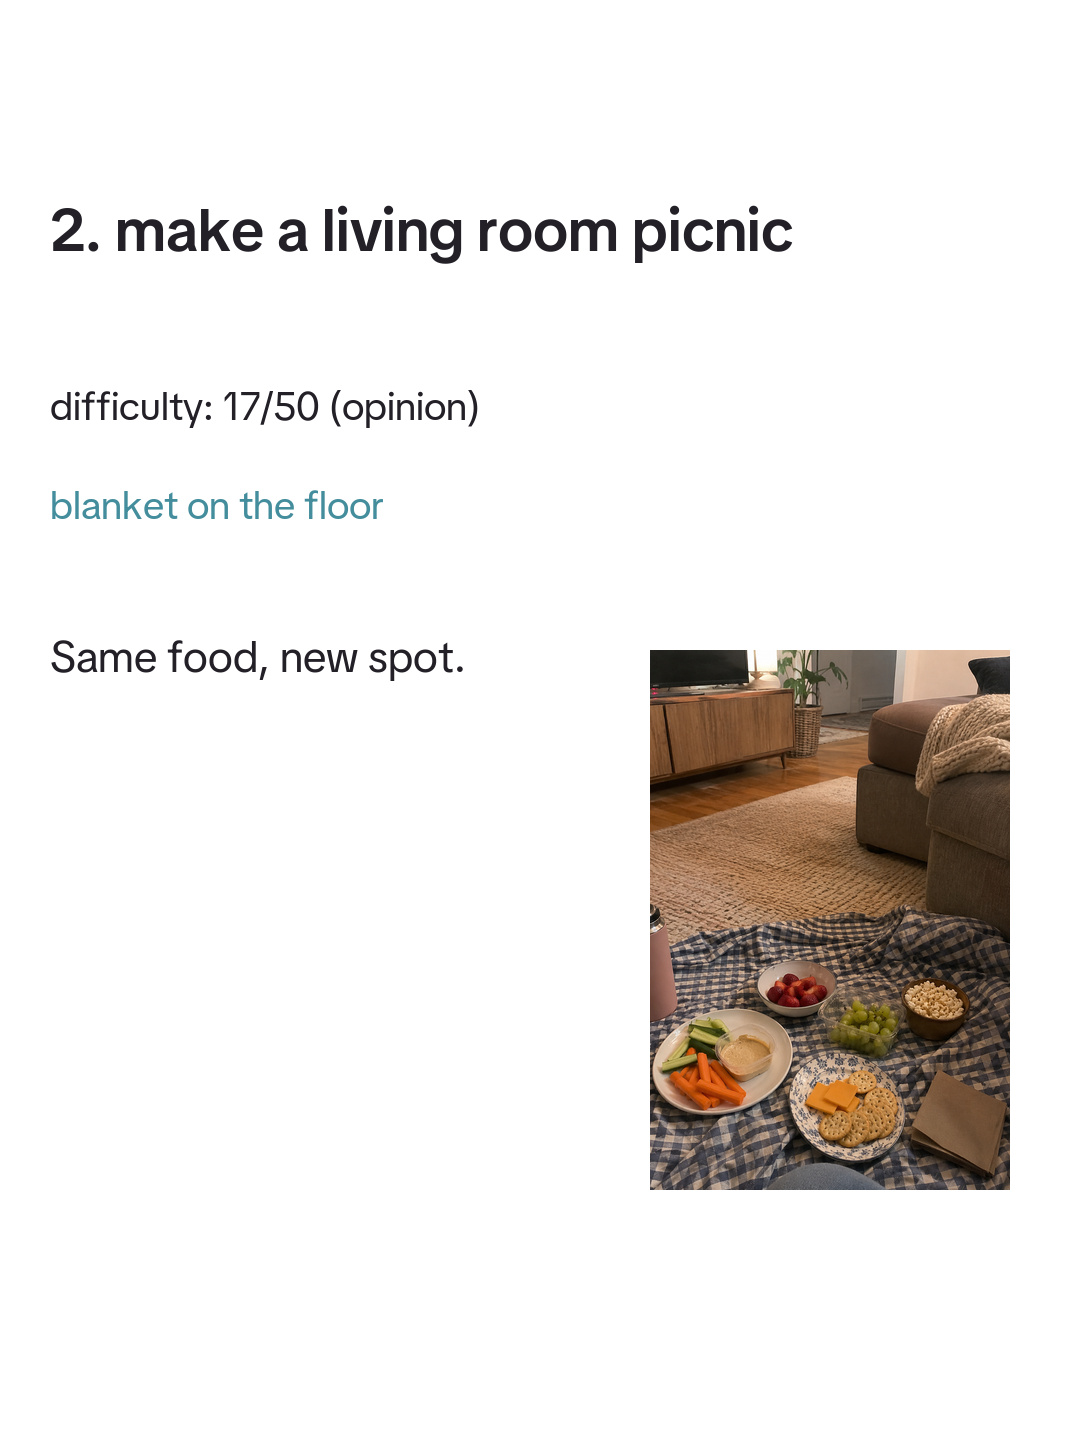 2. make a living room picnic
difficulty: 17/50 (opinion)
blanket on the floor
Same food, new spot.